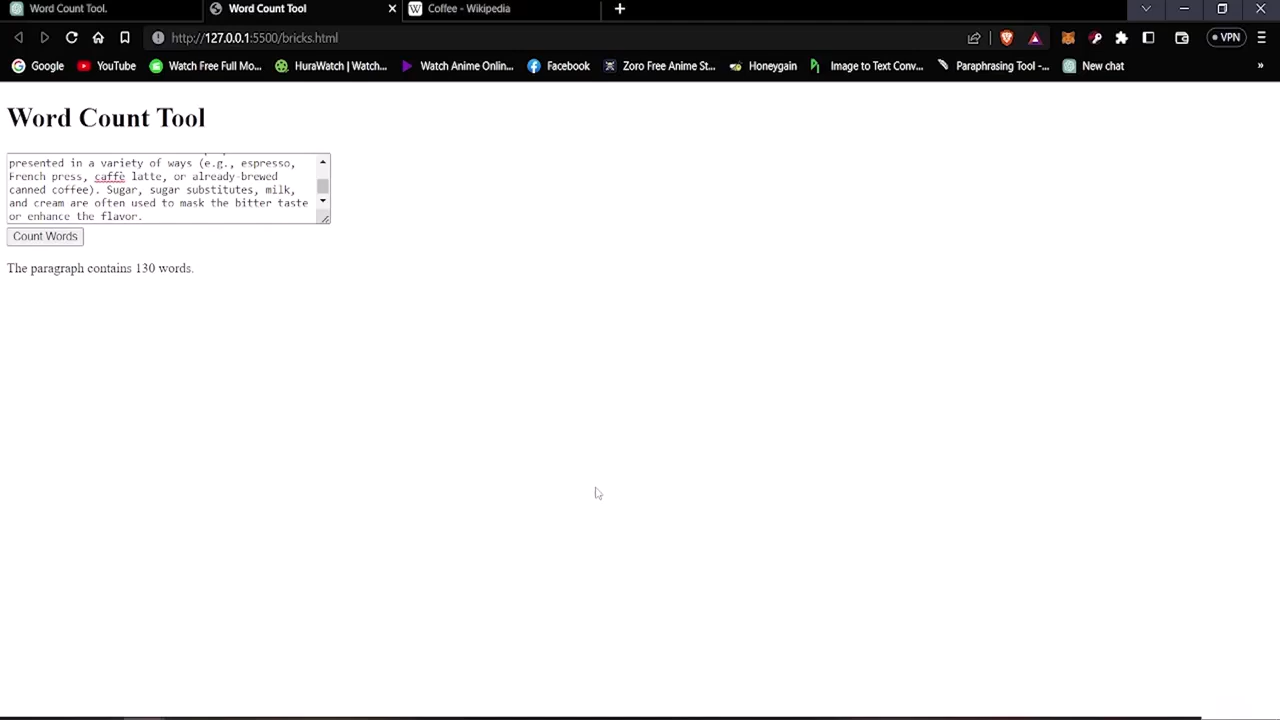 Word Count Tool.
Word Count Tool
Coffee - Wikipedia
http://127.0.0.1:5500/bricks.html
VPN
Google
YouTube
Watch Free Full Mo...
HuraWatch | Watch...
Watch Anime Online...
Facebook
Zoro Free Anime St...
Honeygain
Image to Text Conv...
Paraphrasing Tool -...
New chat
»
Word Count Tool
presented in a variety of ways (e.g., espresso,
French press, caffè latte, or already-brewed
canned coffee). Sugar, sugar substitutes, milk,
and cream are often used to mask the bitter taste
or enhance the flavor.
Count Words
The paragraph contains 130 words.